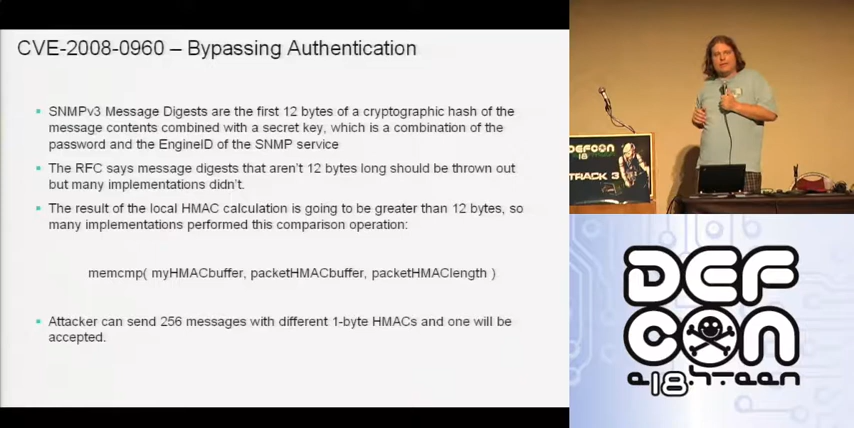 CVE-2008-0960 – Bypassing Authentication
SNMPv3 Message Digests are the first 12 bytes of a cryptographic hash of the
message contents combined with a secret key, which is a combination of the
password and the EngineID of the SNMP service
The RFC says message digests that aren't 12 bytes long should be thrown out
but many implementations didn't.
The result of the local HMAC calculation is going to be greater than 12 bytes, so
many implementations performed this comparison operation:
memcmp( myHMACbuffer, packetHMACbuffer, packetHMAClength )
Attacker can send 256 messages with different 1-byte HMACs and one will be
accepted.
DEFCON
18
TRACK 3
DEF
CON
e18h-teen